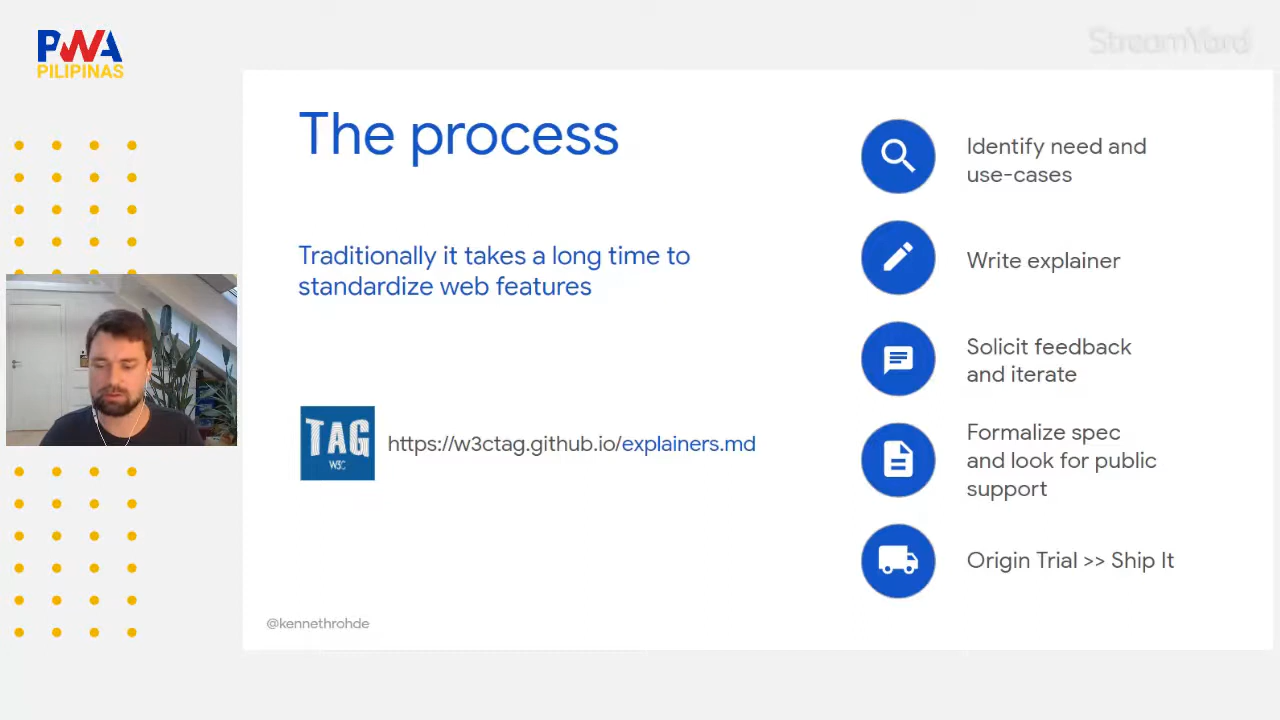 PWA
PILIPINAS
StreamYard
The process
Traditionally it takes a long time to
standardize web features
TAG
W3C
https://w3ctag.github.io/explainers.md
Identify need and
use-cases
Write explainer
Solicit feedback
and iterate
Formalize spec
and look for public
support
Origin Trial >> Ship It
@kennethrohde